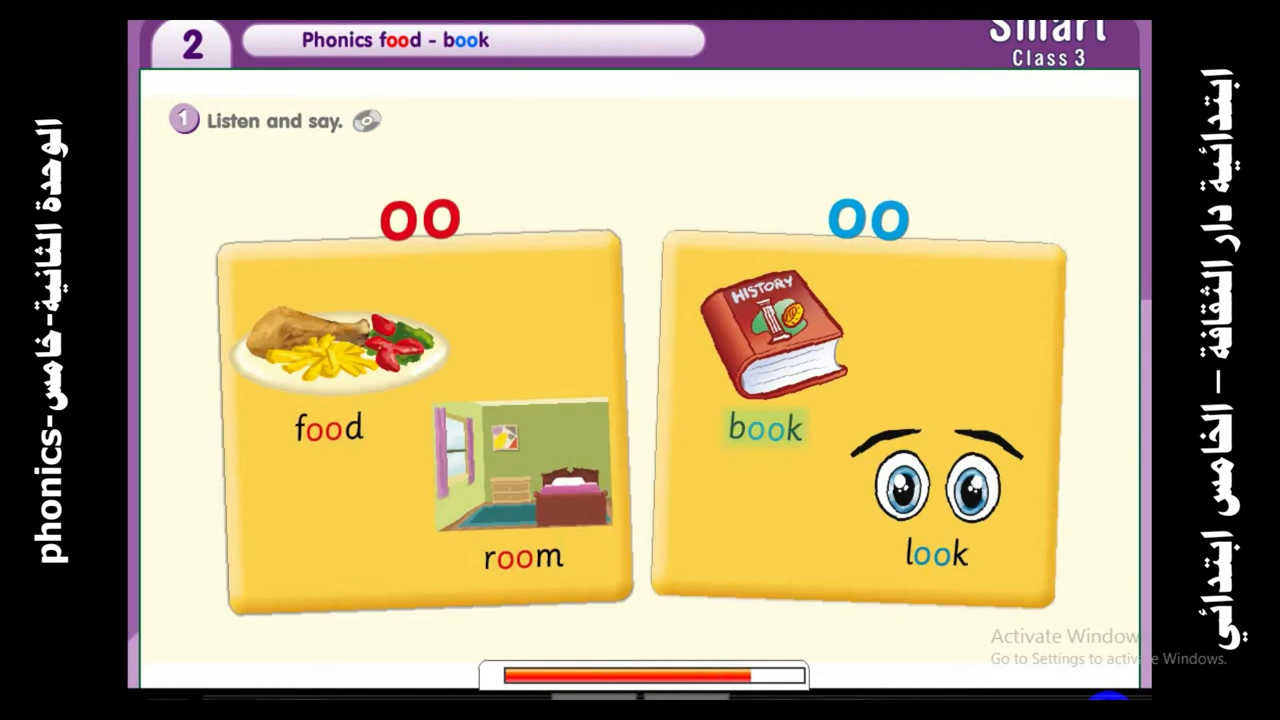 2
Phonics food - book
Smart
Class 3
1 Listen and say.
oo
oo
HISTORY
food
book
room
look
Activate Window
Go to Settings to activate Windows.
الوحدة الثانية-خامس-phonics
ابتدائية دار الثقافة – الخامس ابتدائي